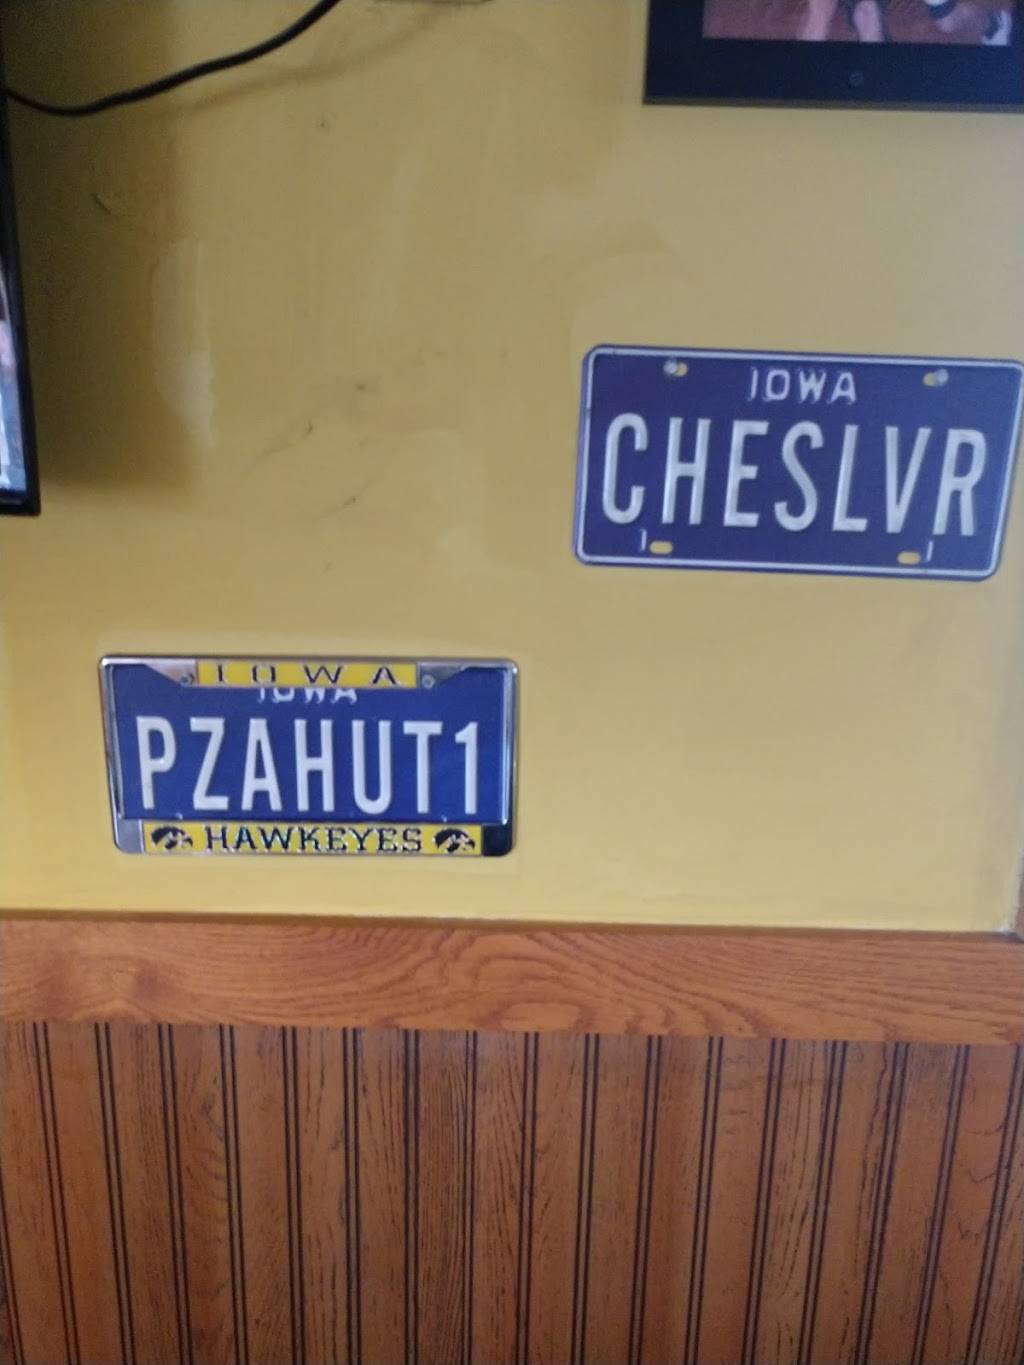 IOWA
CHESLVR
IOWA
IOWA
PZAHUT1
HAWKEYES